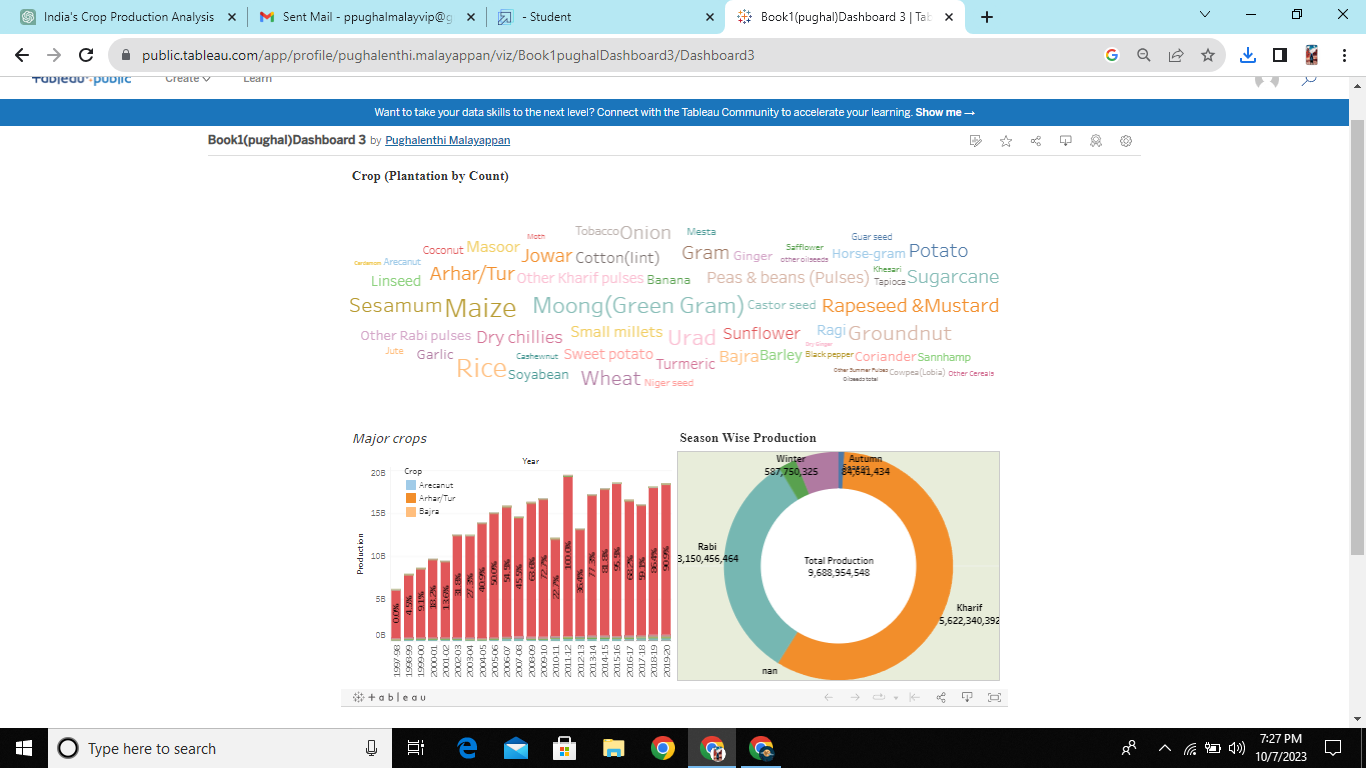 India's Crop Production Analysis
Sent Mail - ppughalmalayvip@g
- Student
Book1(pughal)Dashboard 3 | Tab
public.tableau.com/app/profile/pughalenthi.malayappan/viz/Book1pughalDashboard3/Dashboard3
tableau public
Create
Learn
Want to take your data skills to the next level? Connect with the Tableau Community to accelerate your learning. Show me →
Book1(pughal)Dashboard 3 by Pughalenthi Malayappan
Crop (Plantation by Count)
Moth Tobacco Onion Mesta Guar seed
Coconut Masoor Jowar Cotton(lint) Gram Ginger Safflower other oilseeds Horse-gram Potato
Cardamom Arecanut
Linseed Arhar/Tur Other Kharif pulses Banana Peas & beans (Pulses) Khesari Tapioca Sugarcane
Sesamum Maize Moong(Green Gram) Castor seed Rapeseed &Mustard
Other Rabi pulses Dry chillies Small millets Urad Sunflower Ragi Groundnut
Dry Ginger
Jute Garlic Cashewnut Sweet potato Turmeric Bajra Barley Black pepper Coriander Sannhamp
Rice Soyabean Wheat Niger seed Other Summer Pulses Cowpea(Lobia) Other Cereals
Oilseeds total
Major crops
Year
Crop
Arecanut
Arhar/Tur
Bajra
Production
20B
15B
10B
5B
0B
0.0% 4.5% 9.1% 18.2% 13.6% 31.8% 27.3% 40.9% 50.0% 54.5% 45.5% 63.6% 72.7% 22.7% 100.0% 36.4% 77.3% 81.8% 95.5% 68.2% 59.1% 86.4% 90.9%
1997-98 1998-99 1999-00 2000-01 2001-02 2002-03 2003-04 2004-05 2005-06 2006-07 2007-08 2008-09 2009-10 2010-11 2011-12 2012-13 2013-14 2014-15 2015-16 2016-17 2017-18 2018-19 2019-20
Season Wise Production
Winter
587,750,325
Autumn
84,641,434
Rabi
3,150,456,464
Total Production
9,688,954,548
Kharif
5,622,340,392
nan
+ a b l e a u
Type here to search
7:27 PM
10/7/2023